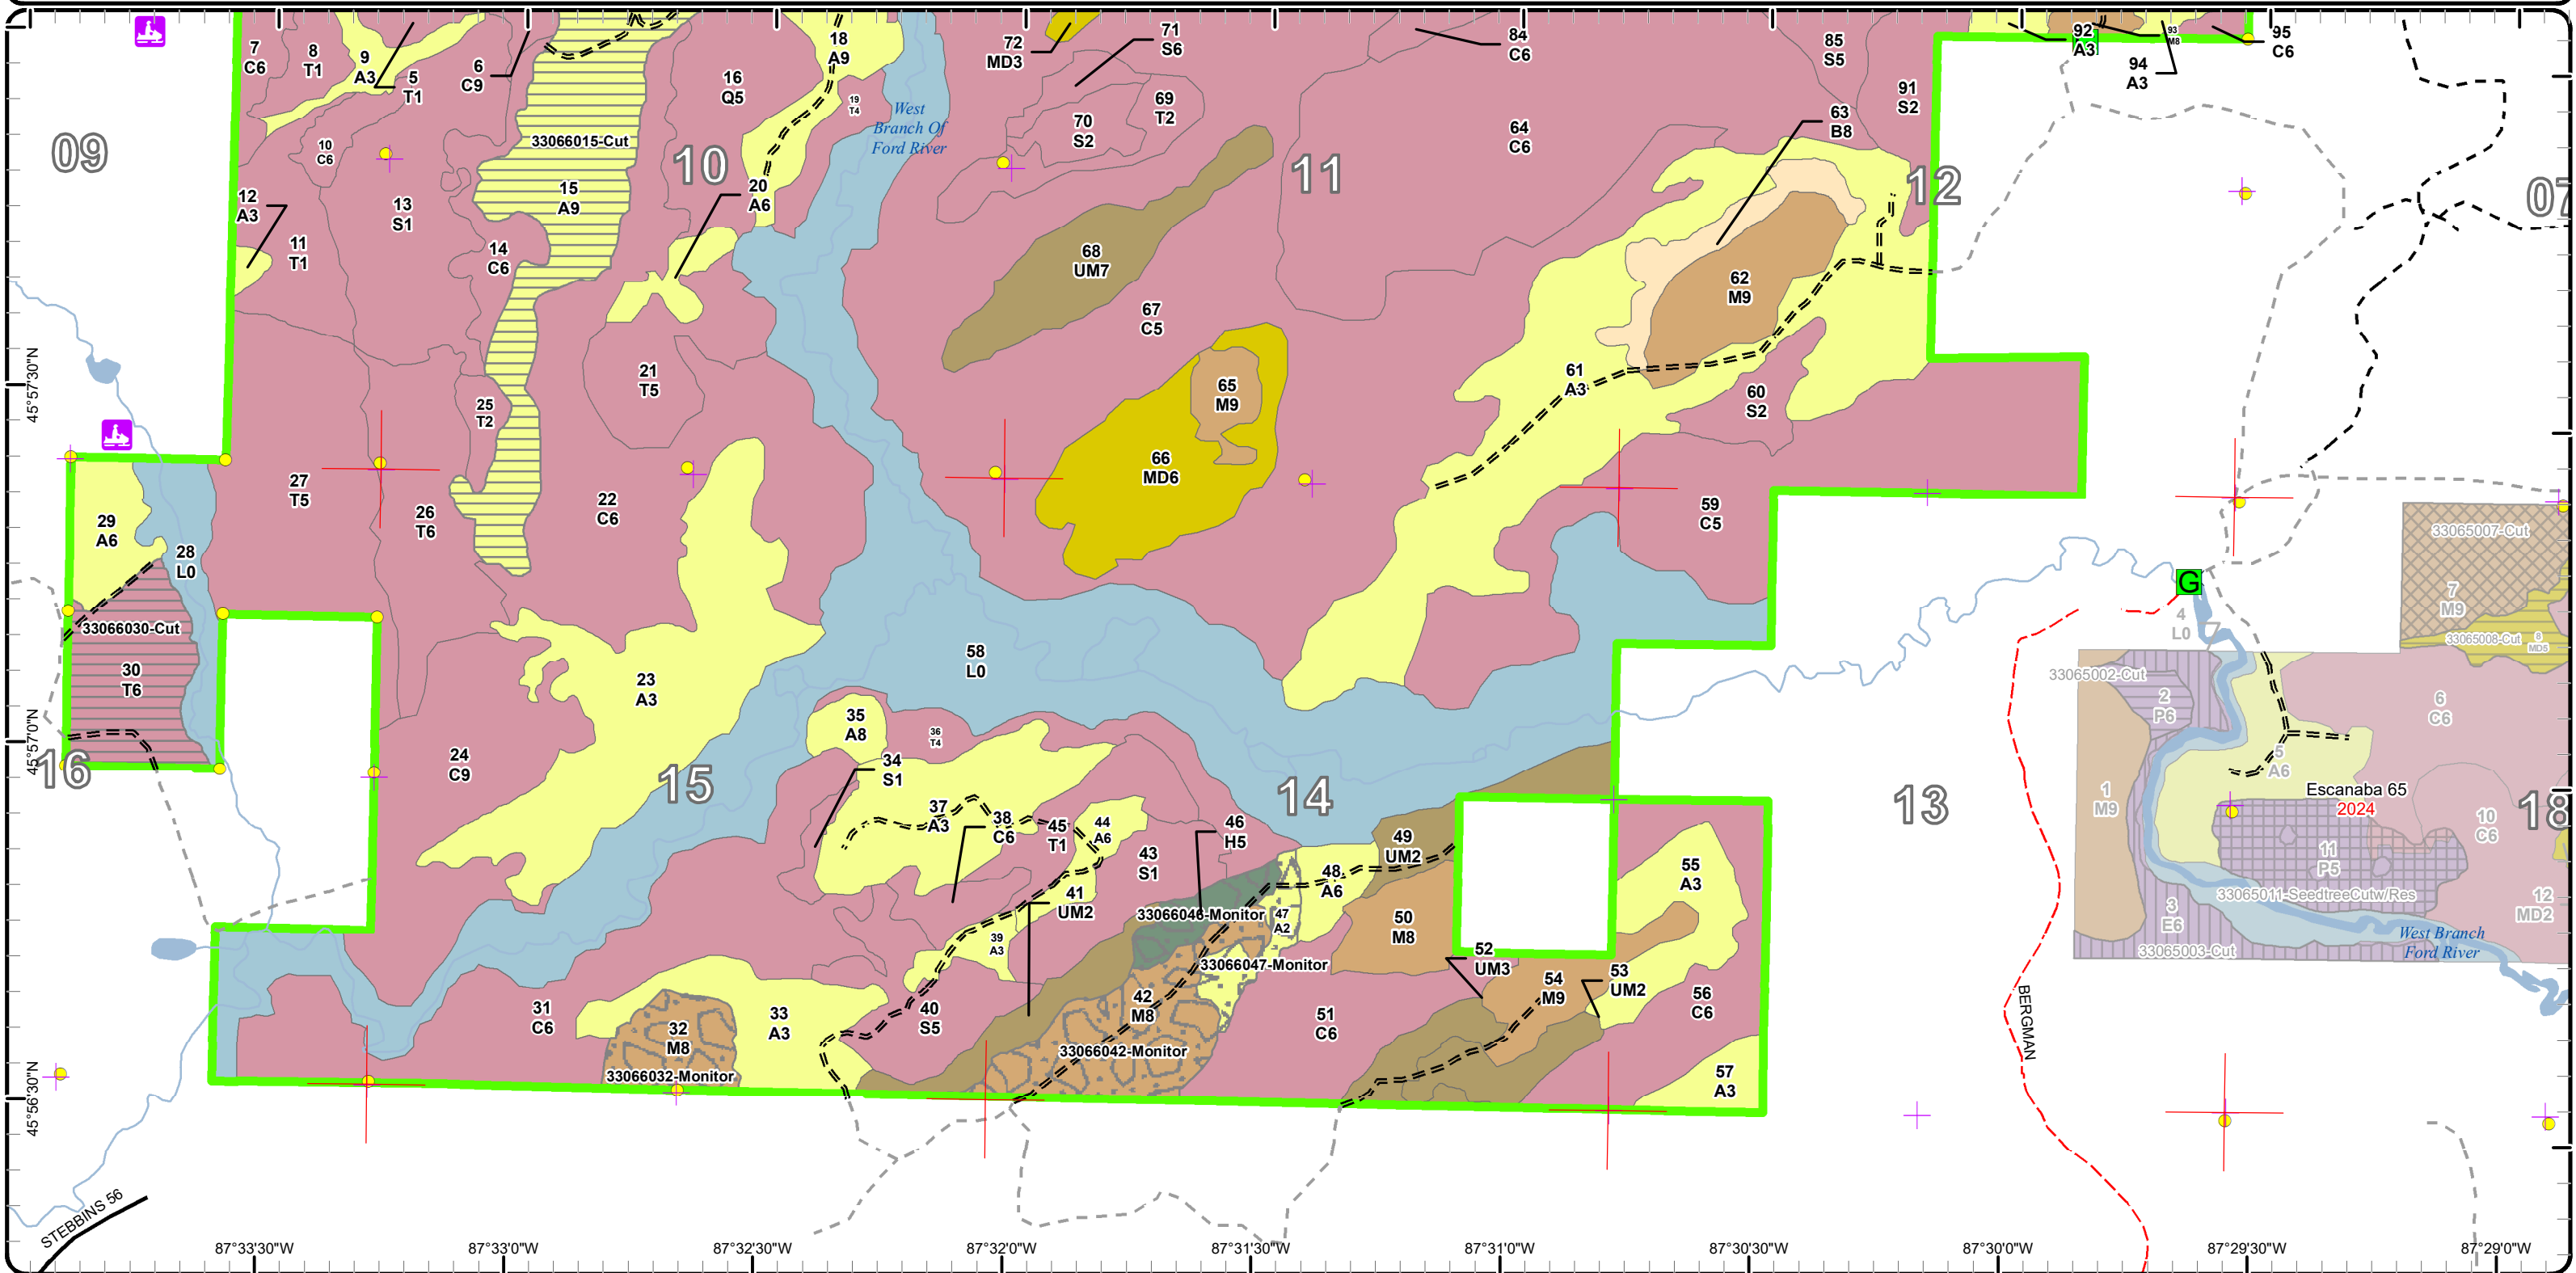 7
C6
8
T1
9
A3
5
T1
6
C9
18
A9
16
Q5
19
T4
West
Branch Of
Ford River
72
MD3
71
S6
69
T2
70
S2
84
C6
85
S5
91
S2
92
A3
93
M8
94
A3
95
C6
64
C6
63
B8
09
10
C6
33066015-Cut
10
11
12
07
12
A3
13
S1
15
A9
20
A6
11
T1
14
C6
68
UM7
62
M9
67
C5
45°57'30"N
21
T5
65
M9
61
A3
60
S2
25
T2
66
MD6
27
T5
26
T6
22
C6
59
C5
29
A6
28
L0
33065007-Cut
7
M9
G
4
L0
33066030-Cut
30
T6
33065008-Cut
8
MD5
58
L0
23
A3
33065002-Cut
2
P6
6
C6
45°57'0"N
16
24
C9
35
A8
36
T4
34
S1
15
14
13
18
5
A6
Escanaba 65
2024
1
M9
10
C6
37
A3
38
C6
45
T1
44
A6
46
H5
43
S1
49
UM2
48
A6
55
A3
11
P5
33065011-SeedtreeCutw/Res
12
MD2
41
UM2
33066046-Monitor
47
A2
50
M8
3
E6
33065003-Cut
West Branch
Ford River
39
A3
33066047-Monitor
52
UM3
54
M9
53
UM2
31
C6
32
M8
33
A3
40
S5
42
M8
51
C6
56
C6
BERGMAN
33066042-Monitor
33066032-Monitor
57
A3
45°56'30"N
STEBBINS 56
87°33'30"W
87°33'0"W
87°32'30"W
87°32'0"W
87°31'30"W
87°31'0"W
87°30'30"W
87°30'0"W
87°29'30"W
87°29'0"W